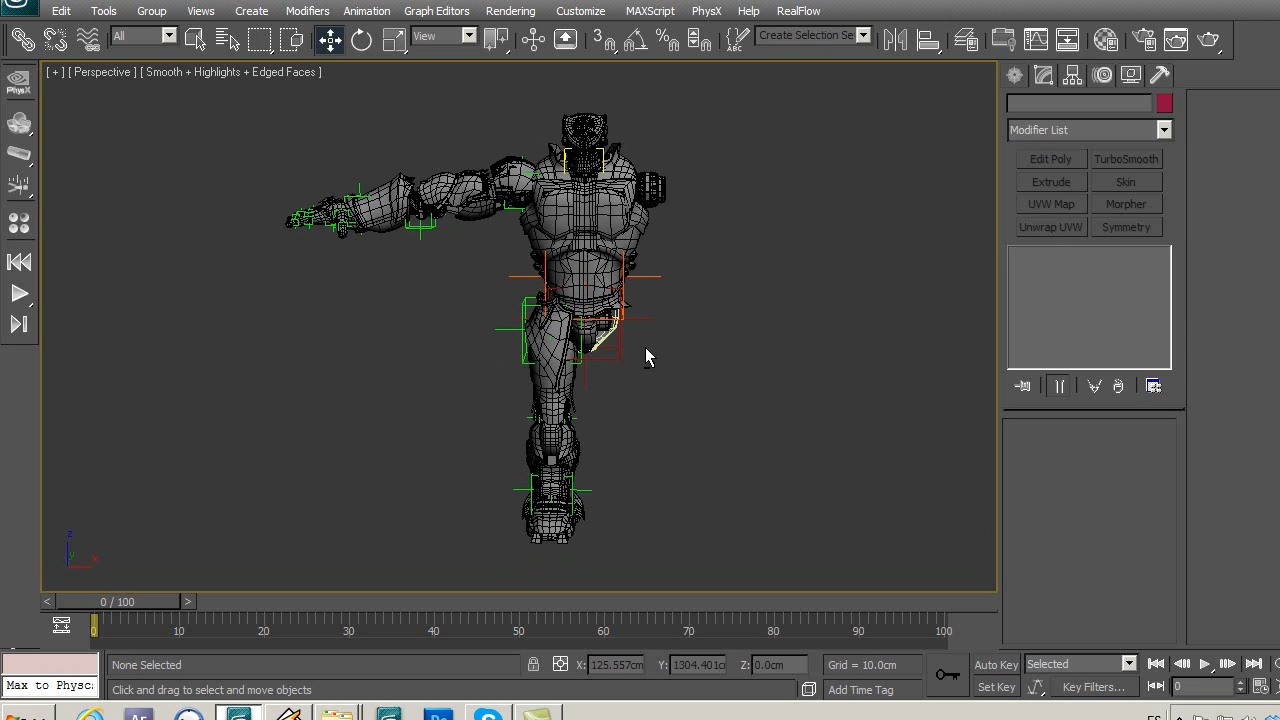 Edit Tools Group Views Create Modifiers Animation Graph Editors Rendering Customize MAXScript PhysX Help RealFlow
All View 3 Create Selection Se
[ + ] [ Perspective ] [ Smooth + Highlights + Edged Faces ]
PhysX
Modifier List
Edit Poly TurboSmooth
Extrude Skin
UVW Map Morpher
Unwrap UVW Symmetry
z
y x
< 0 / 100 >
0 10 20 30 40 50 60 70 80 90 100
None Selected X: 125.557cm Y: 1304.401c Z: 0.0cm Grid = 10.0cm Auto Key Selected
Max to Physc: Click and drag to select and move objects Add Time Tag Set Key Key Filters... 0